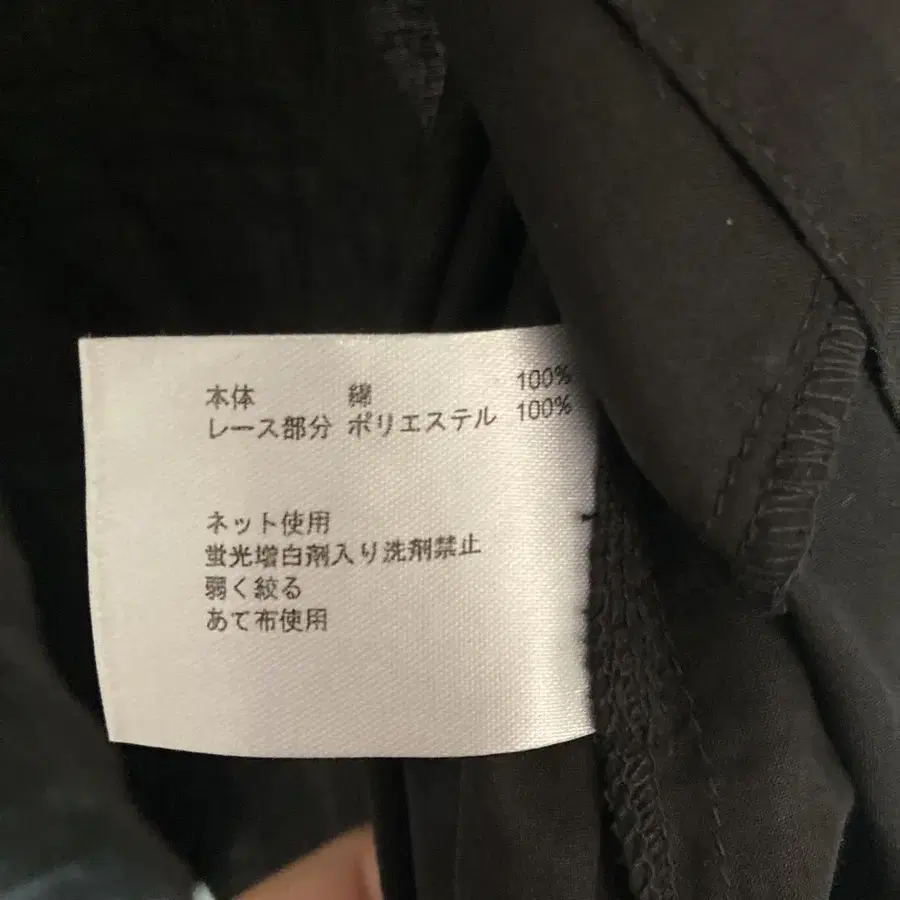 本体 綿 100%
レース部分 ポリエステル 100%
ネット使用
蛍光増白剤入り洗剤禁止
弱く絞る
あて布使用